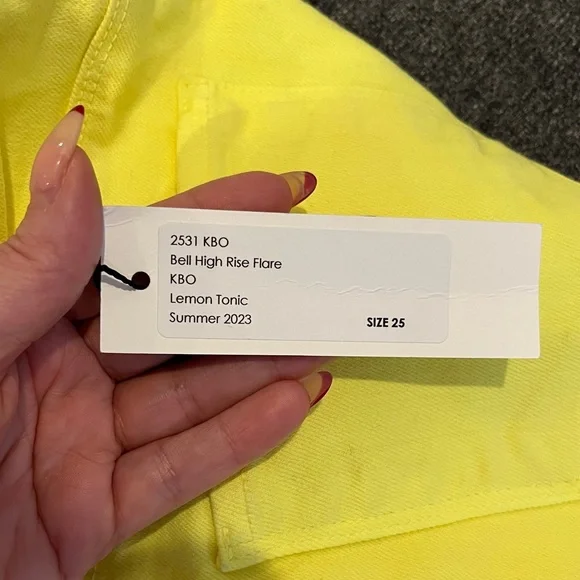 2531 KBO
Bell High Rise Flare
KBO
Lemon Tonic
Summer 2023
SIZE 25